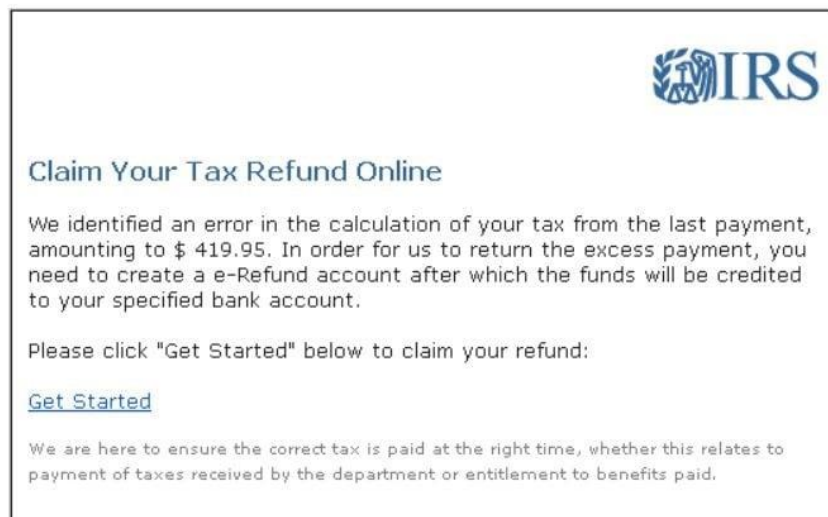 IRS
Claim Your Tax Refund Online
We identified an error in the calculation of your tax from the last payment,
amounting to $ 419.95. In order for us to return the excess payment, you
need to create a e-Refund account after which the funds will be credited
to your specified bank account.
Please click "Get Started" below to claim your refund:
Get Started
We are here to ensure the correct tax is paid at the right time, whether this relates to
payment of taxes received by the department or entitlement to benefits paid.